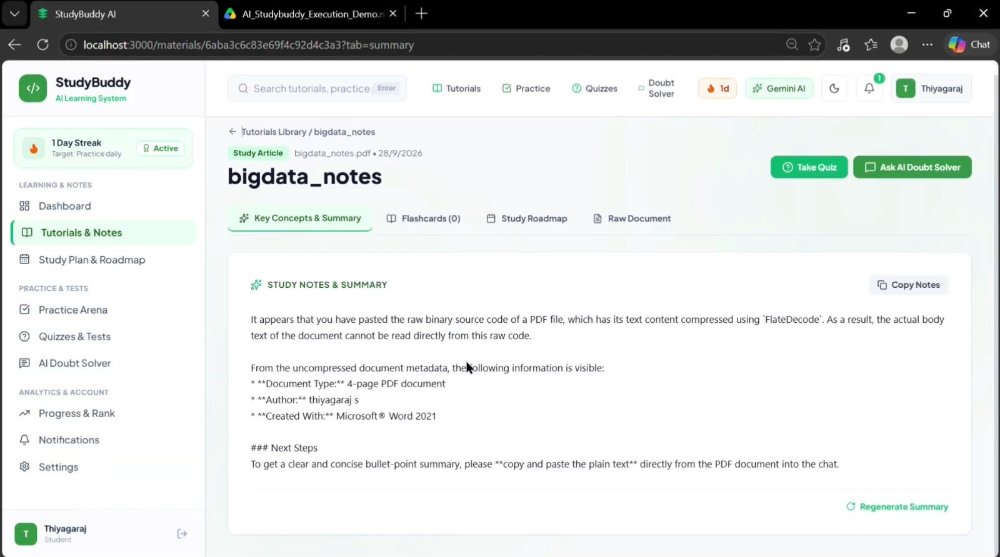 StudyBuddy AI
AI_Studybuddy_Execution_Demo.m
localhost:3000/materials/6aba3c6c83e69f4c92d4c3a3?tab=summary
Chat
StudyBuddy
AI Learning System
Search tutorials, practice
Enter
Tutorials
Practice
Quizzes
Doubt
Solver
1d
Gemini AI
1
T
Thiyagaraj
1 Day Streak
Target: Practice daily
Active
LEARNING & NOTES
Dashboard
Tutorials & Notes
Study Plan & Roadmap
PRACTICE & TESTS
Practice Arena
Quizzes & Tests
AI Doubt Solver
ANALYTICS & ACCOUNT
Progress & Rank
Notifications
Settings
T
Thiyagaraj
Student
Tutorials Library / bigdata_notes
Study Article bigdata_notes.pdf • 28/9/2026
bigdata_notes
Take Quiz
Ask AI Doubt Solver
Key Concepts & Summary
Flashcards (0)
Study Roadmap
Raw Document
STUDY NOTES & SUMMARY
Copy Notes
It appears that you have pasted the raw binary source code of a PDF file, which has its text content compressed using `FlateDecode`. As a result, the actual body
text of the document cannot be read directly from this raw code.
From the uncompressed document metadata, the following information is visible:
* **Document Type:** 4-page PDF document
* **Author:** thiyagaraj s
* **Created With:** Microsoft® Word 2021
### Next Steps
To get a clear and concise bullet-point summary, please **copy and paste the plain text** directly from the PDF document into the chat.
Regenerate Summary